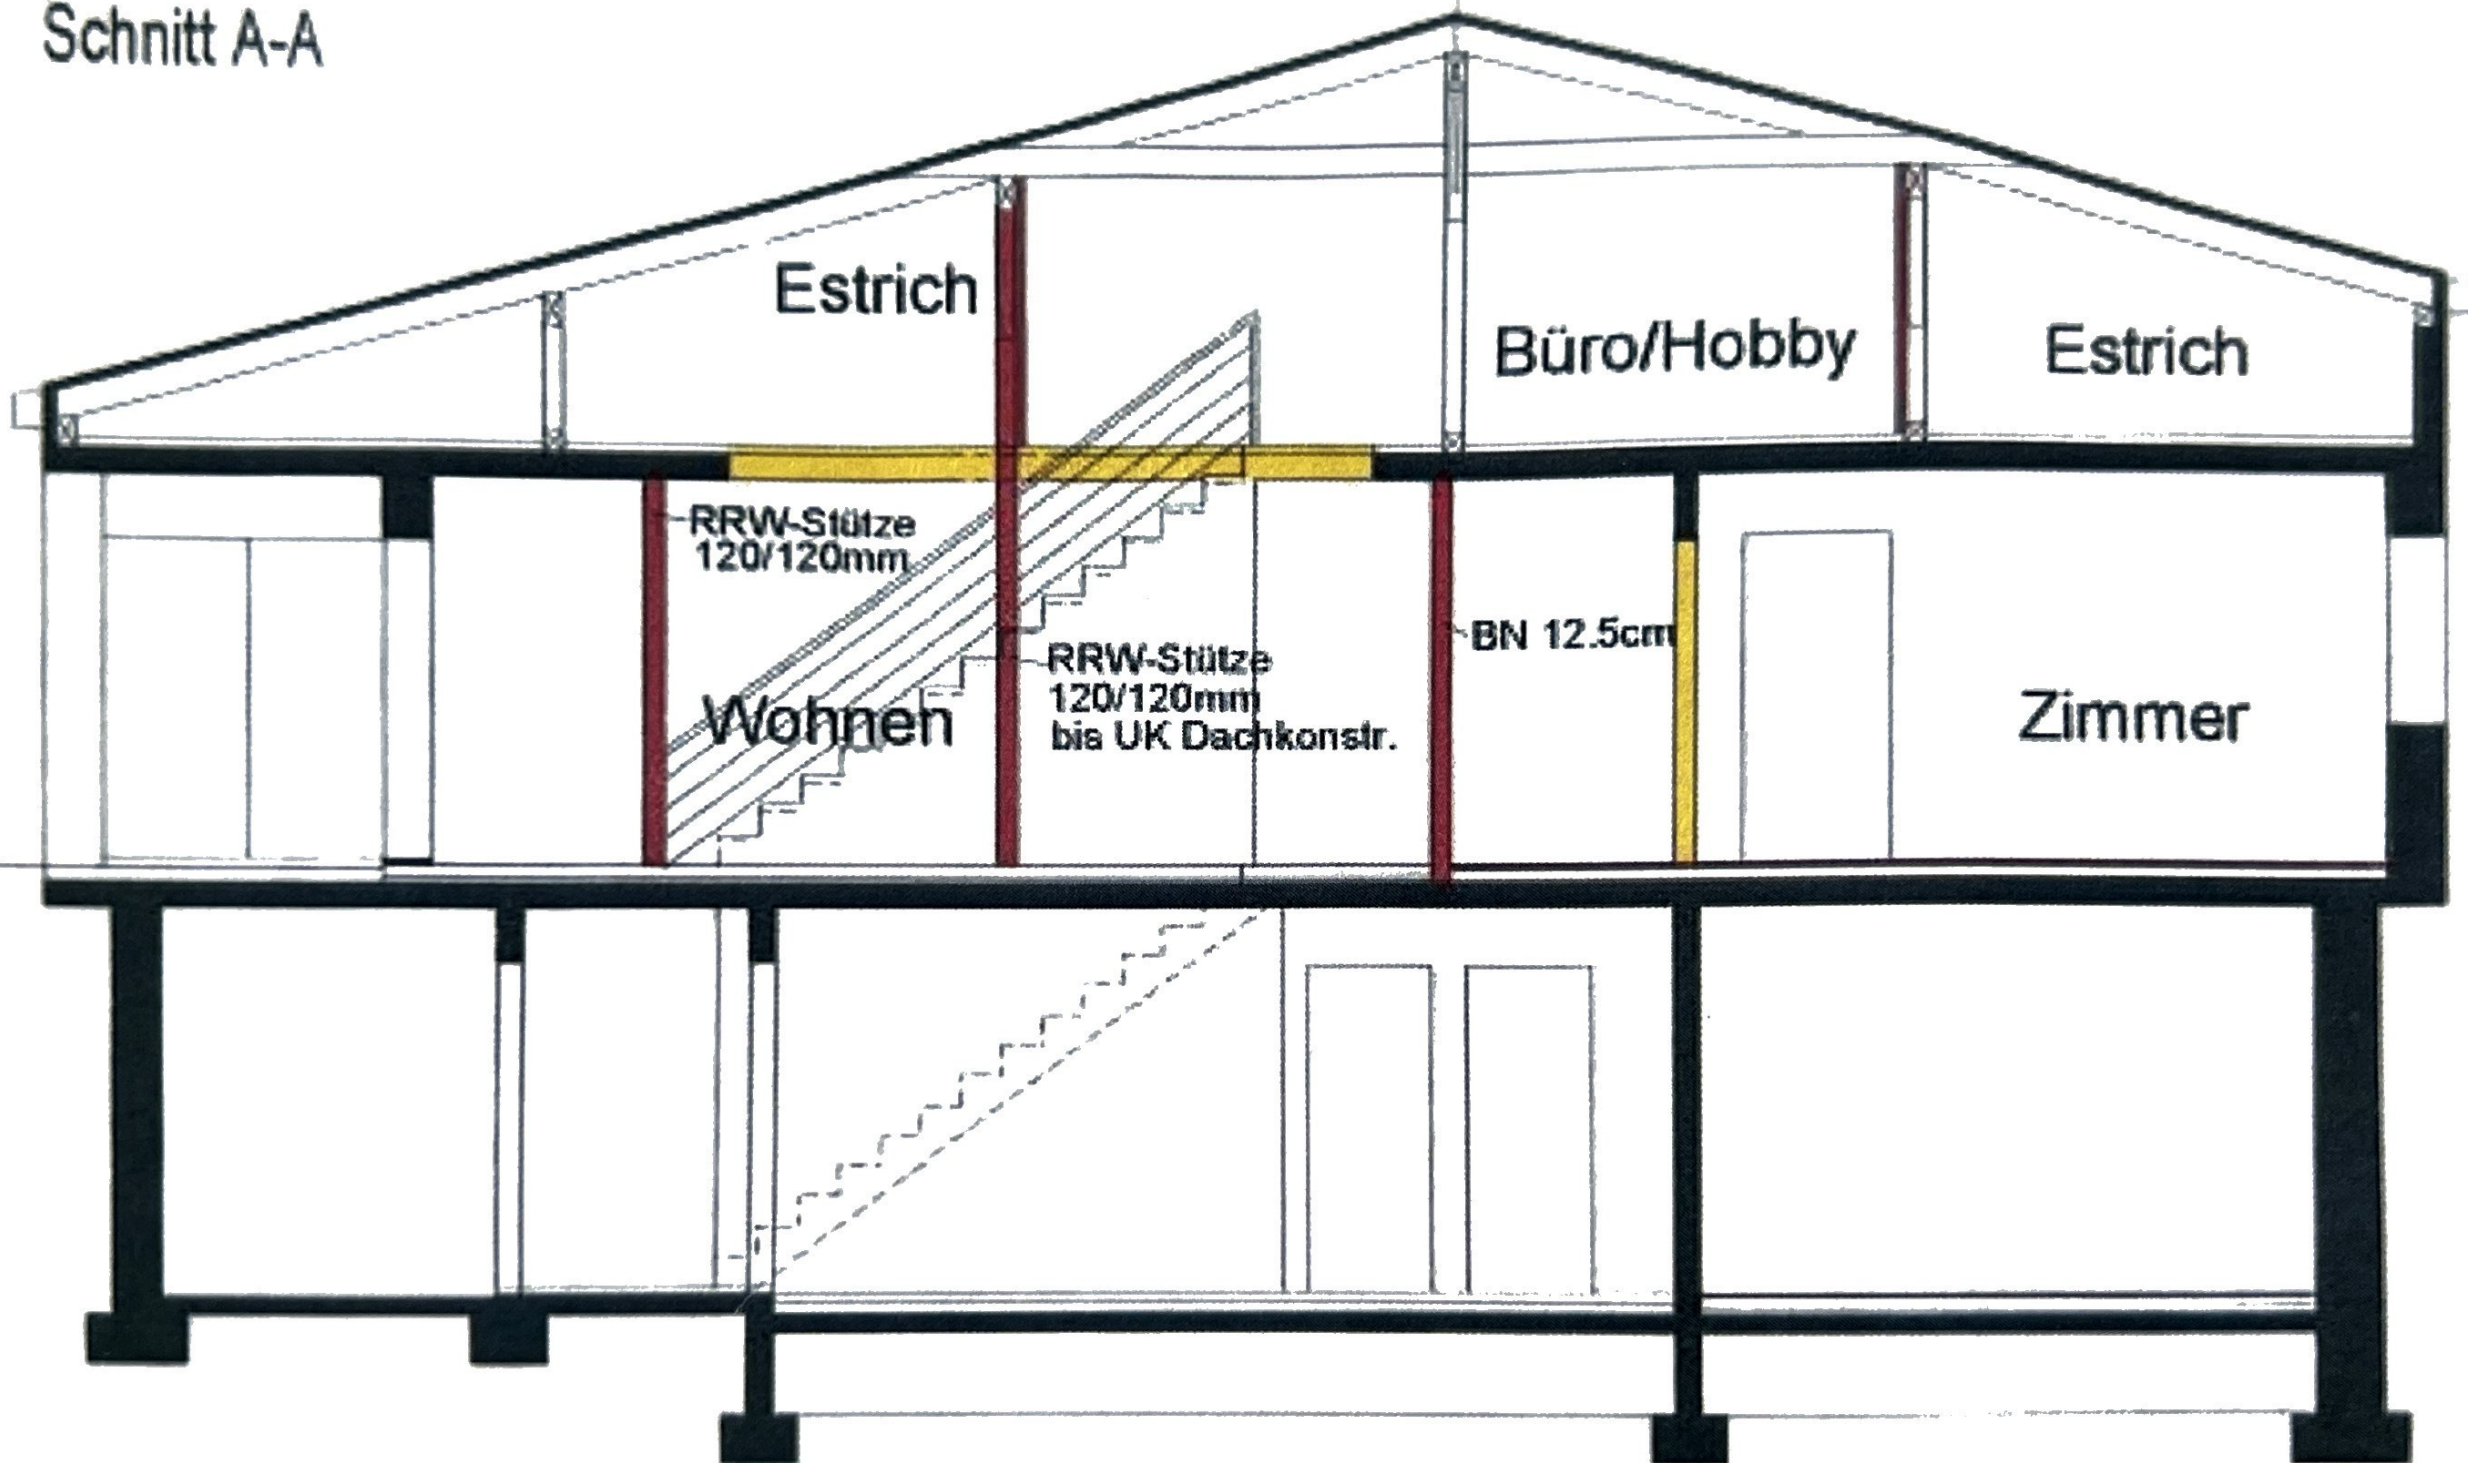 Schnitt A-A
Estrich
Büro/Hobby
Estrich
RRW-Stütze
120/120mm
BN 12.5cm
RRW-Stütze
120/120mm
bis UK Dachkonstr.
Wohnen
Zimmer